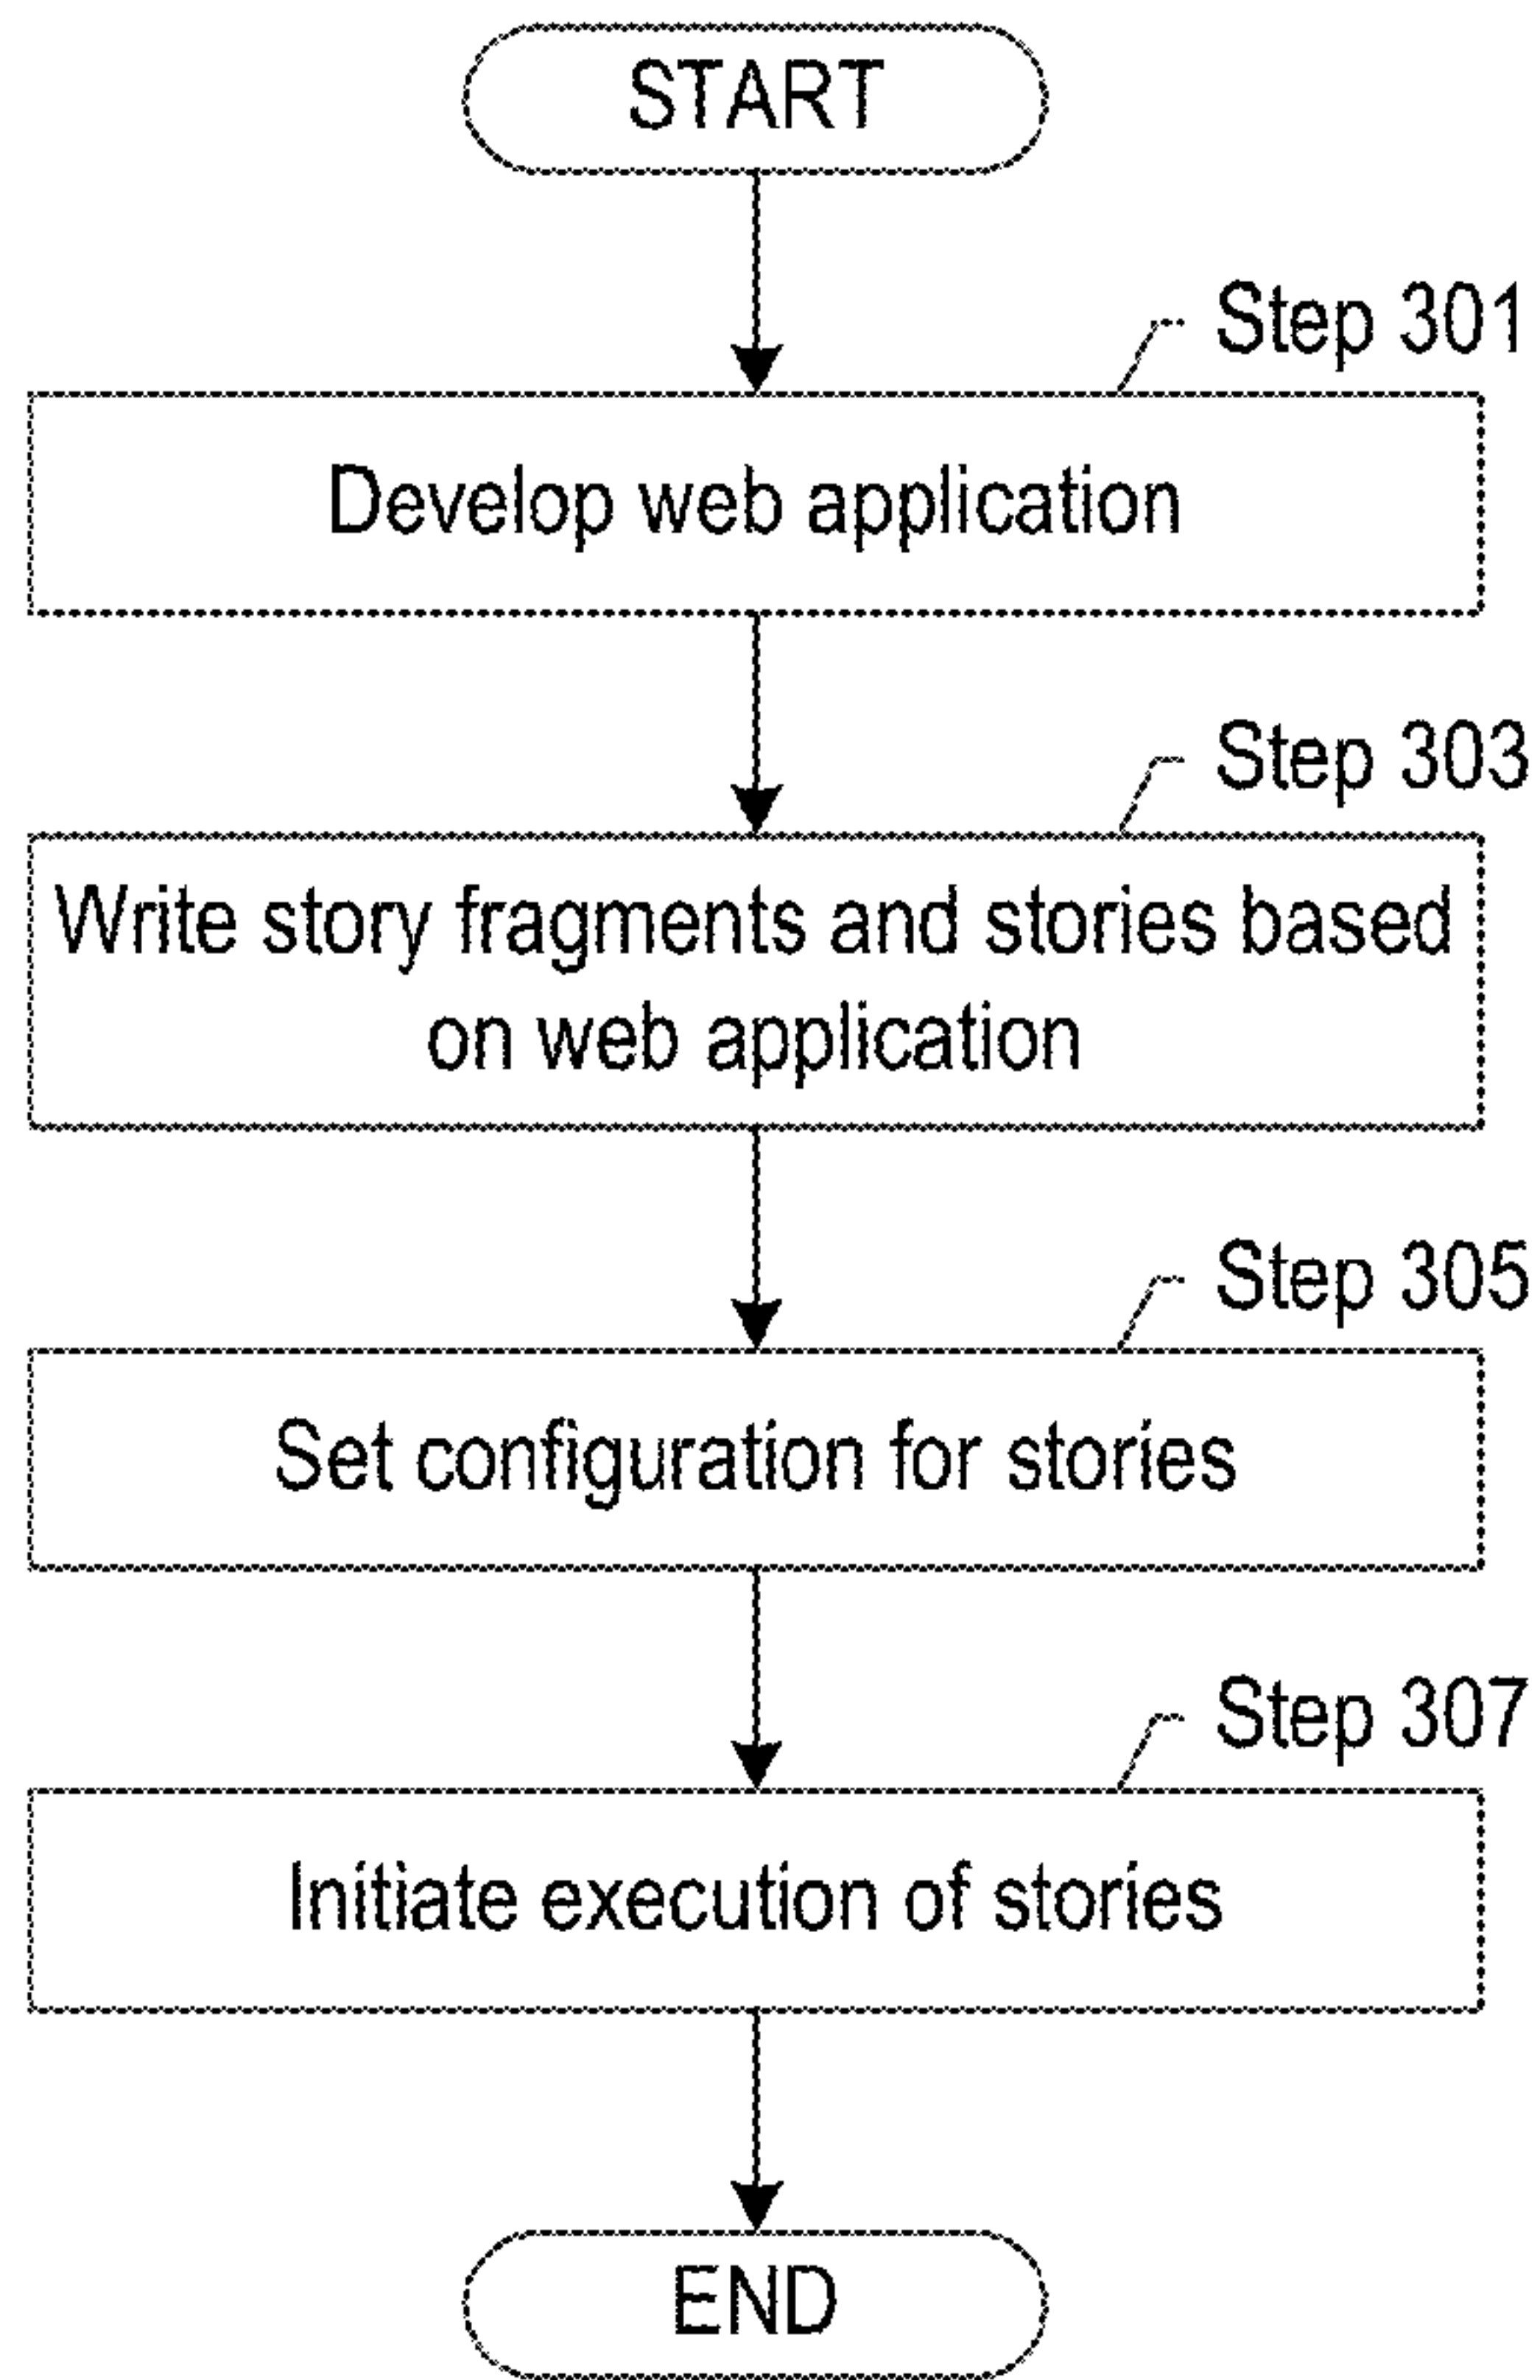 START
Step 301
Develop web application
Step 303
Write story fragments and stories based
on web application
Step 305
Set configuration for stories
Step 307
Initiate execution of stories
END